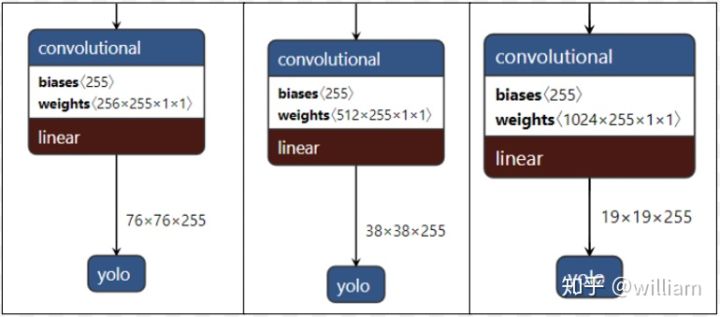 convolutional
biases〈255〉
weights〈256×255×1×1〉
linear
76×76×255
yolo
convolutional
biases〈255〉
weights〈512×255×1×1〉
linear
38×38×255
yolo
convolutional
biases〈255〉
weights〈1024×255×1×1〉
linear
19×19×255
yolo
知乎 @william